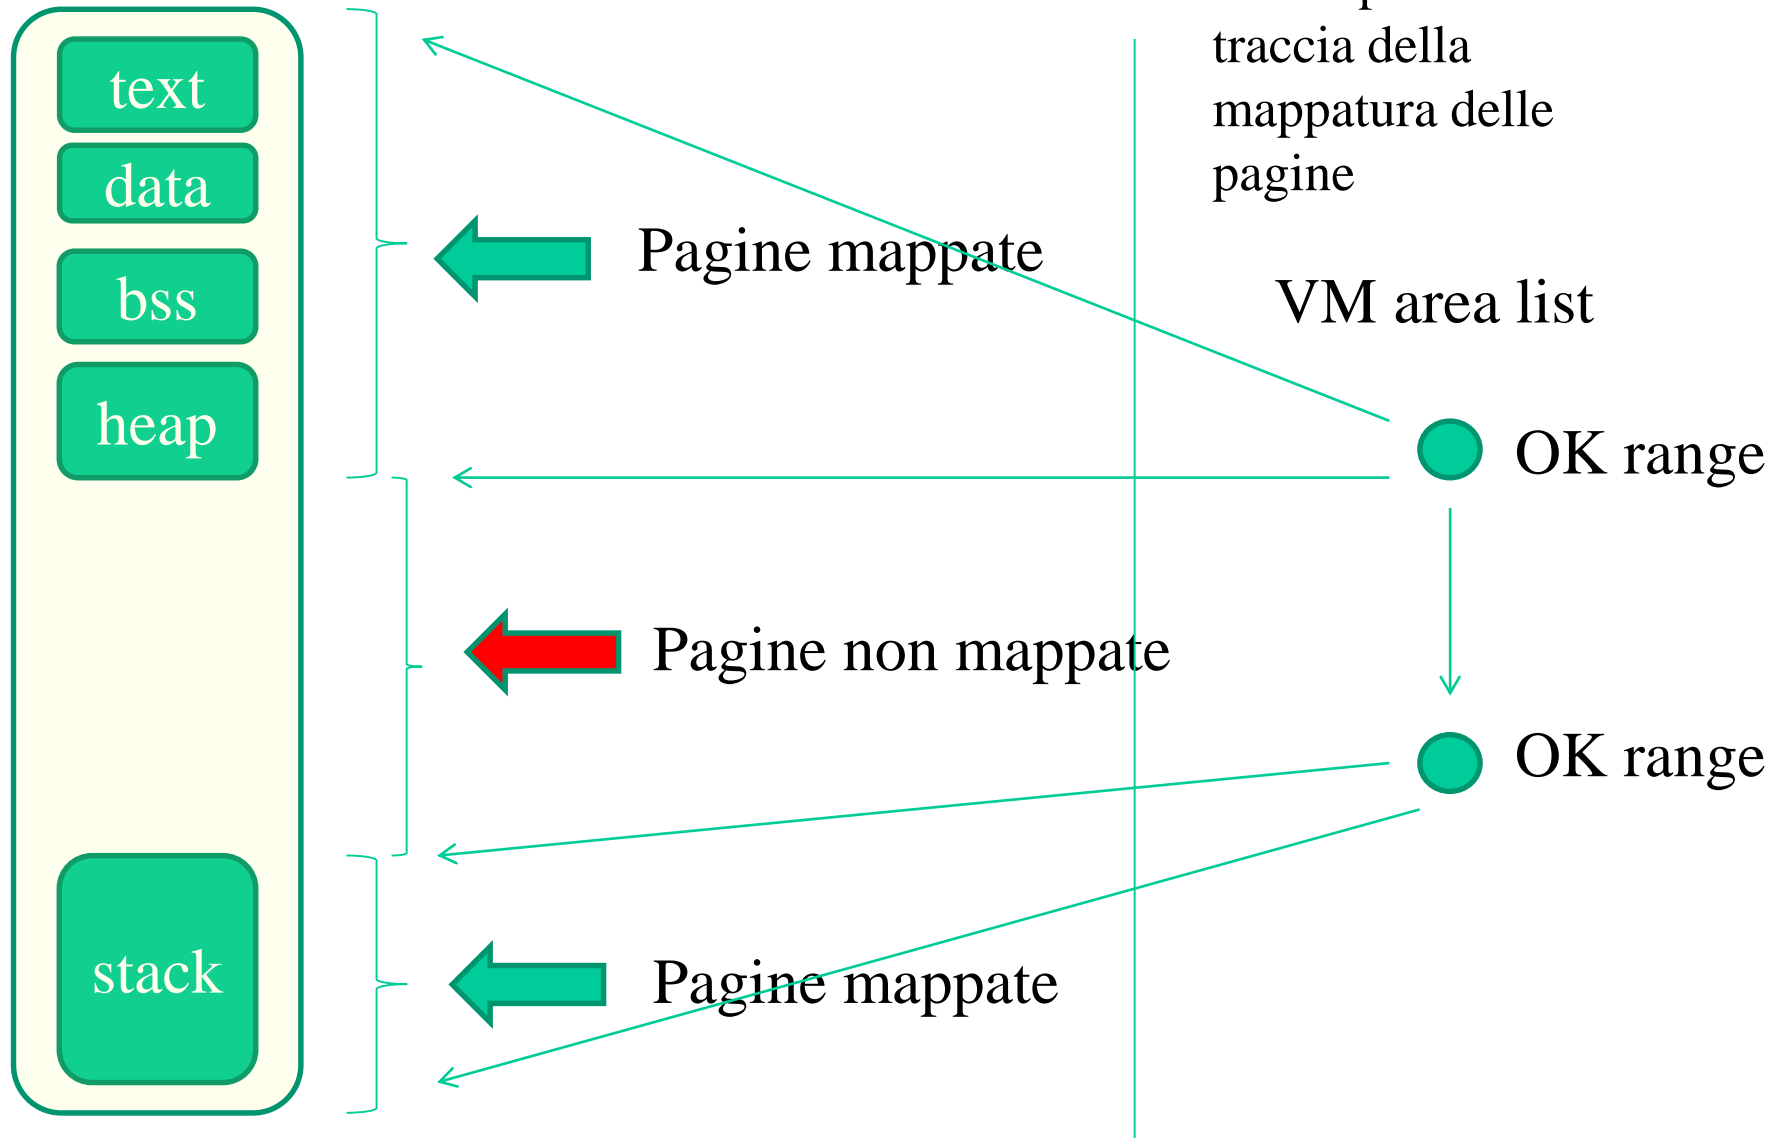 text
data
bss
heap
stack
Pagine mappate
Pagine non mappate
Pagine mappate
traccia della
mappatura delle
pagine
VM area list
OK range
OK range